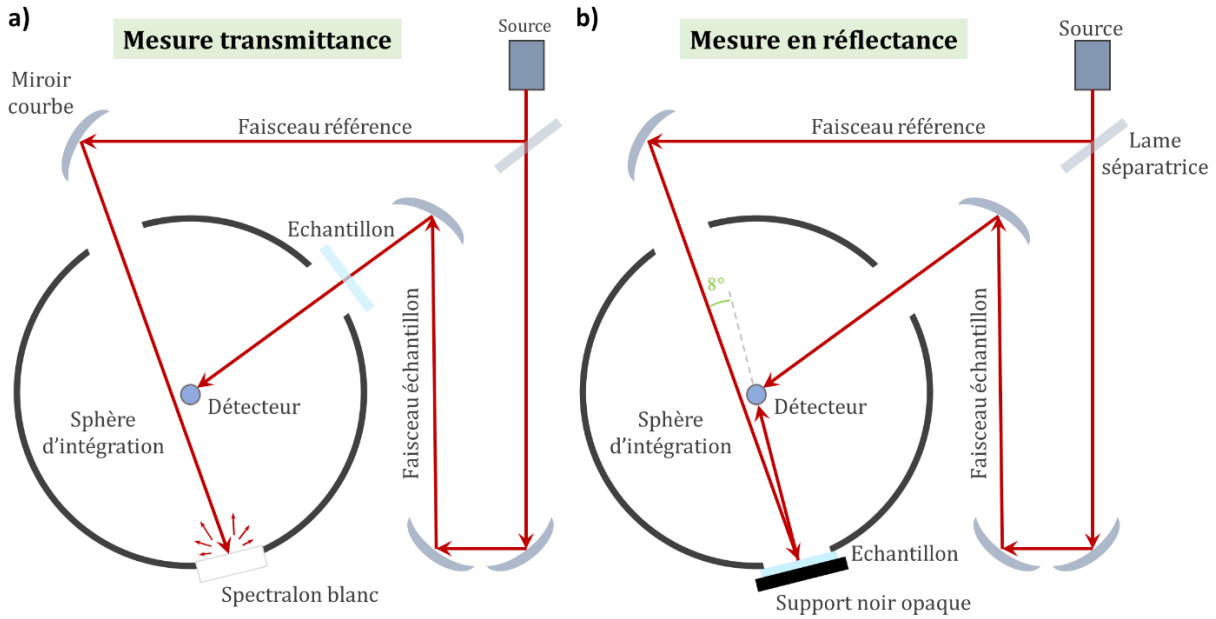 a)
Mesure transmittance
Source
Miroir
courbe
Faisceau référence
Echantillon
Faisceau échantillon
Détecteur
Sphère
d’intégration
Spectralon blanc
b)
Mesure en réflectance
Source
Faisceau référence
Lame
séparatrice
8°
Faisceau échantillon
Détecteur
Sphère
d’intégration
Echantillon
Support noir opaque